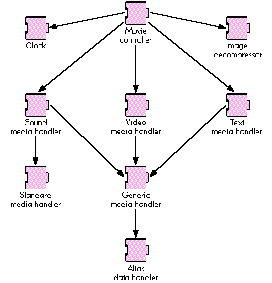 Movie
controller
Clock
Image
decompressor
Sound
media handler
Video
media handler
Text
media handler
Standard
media handler
Generic
media handler
Alias
data handler